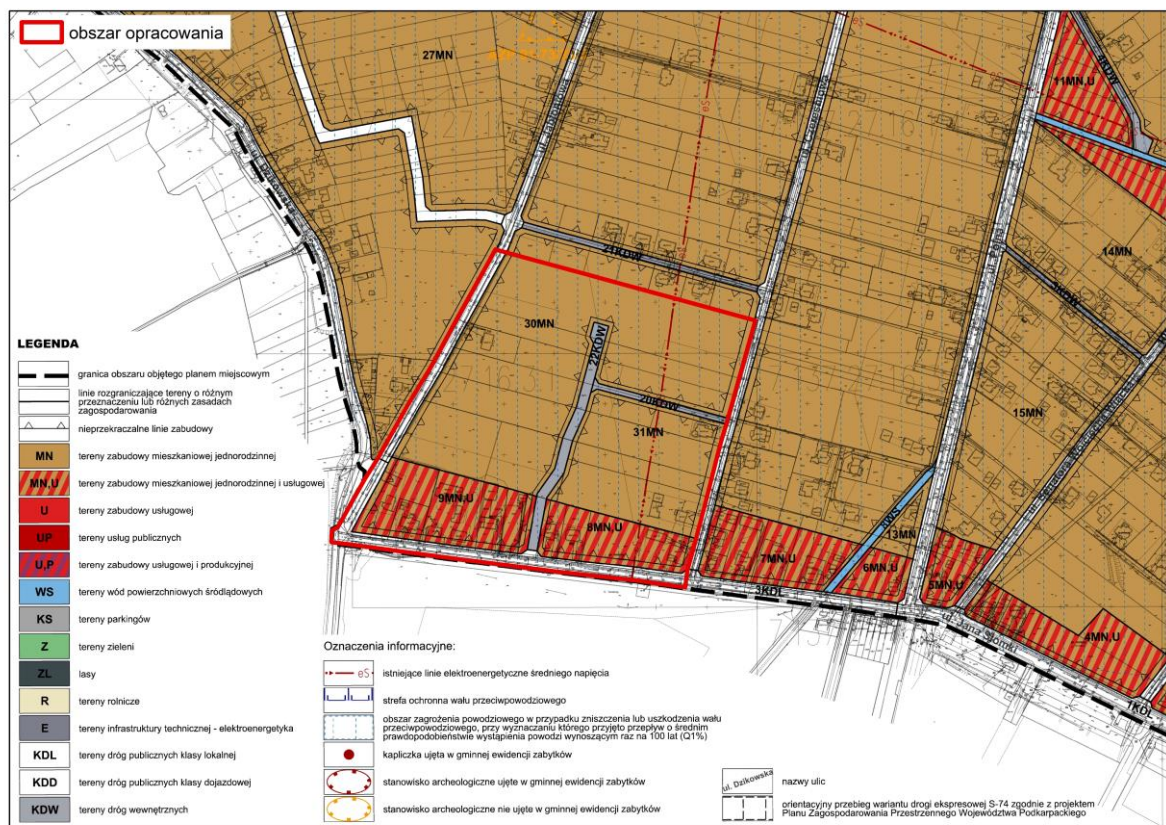 obszar opracowania
27MN
11MN,U
ul. Dzikowska
14MN
21KDW
30MN
22KDW
20KDW
31MN
15MN
9MN,U
8MN,U
7MN,U
6MN,U
13MN
5MN,U
4MN,U
3KDL
ul. Jana Słomki
1KDL
LEGENDA
granica obszaru objętego planem miejscowym
linie rozgraniczające tereny o różnym
przeznaczeniu lub różnych zasadach
zagospodarowania
nieprzekraczalne linie zabudowy
MN tereny zabudowy mieszkaniowej jednorodzinnej
MN,U tereny zabudowy mieszkaniowej jednorodzinnej i usługowej
U tereny zabudowy usługowej
UP tereny usług publicznych
U,P tereny zabudowy usługowej i produkcyjnej
WS tereny wód powierzchniowych śródlądowych
KS tereny parkingów
Z tereny zieleni
ZL lasy
R tereny rolnicze
E tereny infrastruktury technicznej - elektroenergetyka
KDL tereny dróg publicznych klasy lokalnej
KDD tereny dróg publicznych klasy dojazdowej
KDW tereny dróg wewnętrznych
Oznaczenia informacyjne:
eS istniejące linie elektroenergetyczne średniego napięcia
strefa ochronna wału przeciwpowodziowego
obszar zagrożenia powodziowego w przypadku zniszczenia lub uszkodzenia wału
przeciwpowodziowego, przy wyznaczaniu którego przyjęto przepływ o średnim
prawdopodobieństwie wystąpienia powodzi wynoszącym raz na 100 lat (Q1%)
kapliczka ujęta w gminnej ewidencji zabytków
stanowisko archeologiczne ujęte w gminnej ewidencji zabytków
stanowisko archeologiczne nie ujęte w gminnej ewidencji zabytków
ul. Dzikowska nazwy ulic
orientacyjny przebieg wariantu drogi ekspresowej S-74 zgodnie z projektem
Planu Zagospodarowania Przestrzennego Województwa Podkarpackiego